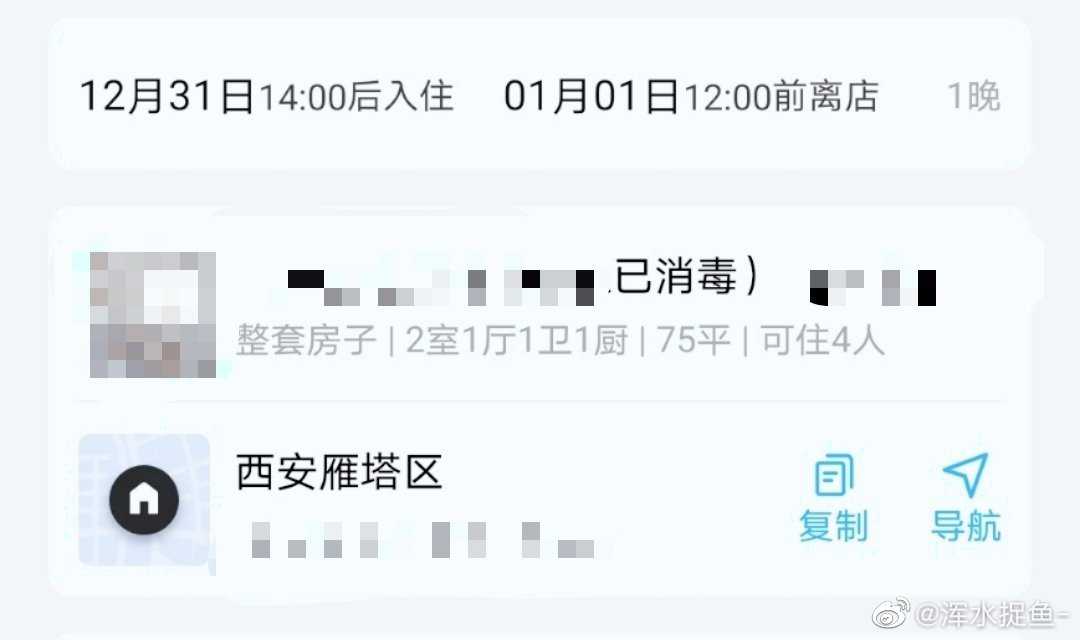 12月31日14:00后入住 01月01日12:00前离店 1晚
已消毒）
整套房子 | 2室1厅1卫1厨 | 75平 | 可住4人
西安雁塔区
复制 导航
@浑水捉鱼-